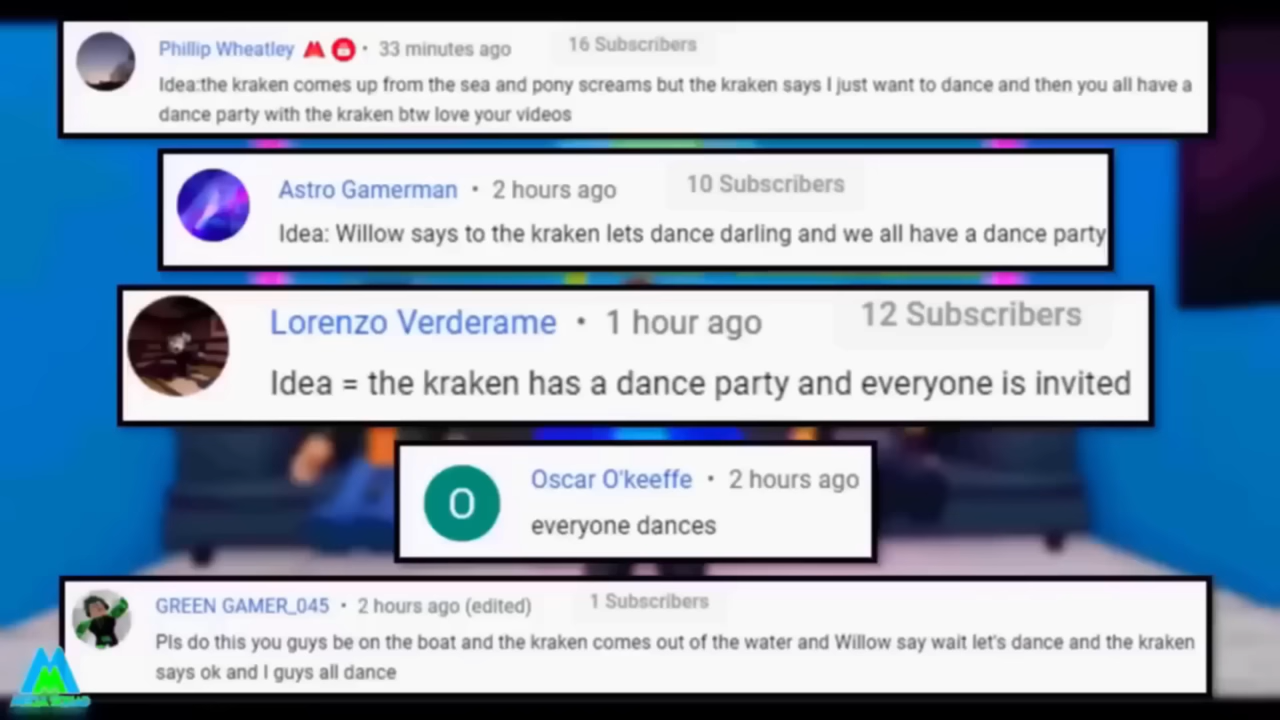 Phillip Wheatley • 33 minutes ago 16 Subscribers
Idea:the kraken comes up from the sea and pony screams but the kraken says I just want to dance and then you all have a
dance party with the kraken btw love your videos
Astro Gamerman • 2 hours ago 10 Subscribers
Idea: Willow says to the kraken lets dance darling and we all have a dance party
Lorenzo Verderame • 1 hour ago 12 Subscribers
Idea = the kraken has a dance party and everyone is invited
O
Oscar O'keeffe • 2 hours ago
everyone dances
GREEN GAMER_045 • 2 hours ago (edited) 1 Subscribers
Pls do this you guys be on the boat and the kraken comes out of the water and Willow say wait let's dance and the kraken
says ok and I guys all dance